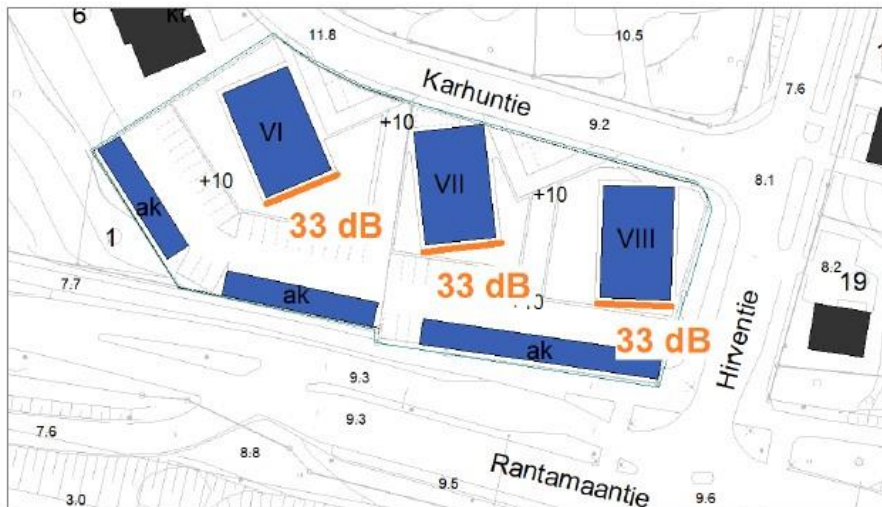 6
kt
11.8
10.5
Karhuntie
7.6
VI
+10
9.2
VII
8.1
+10
+10
ak
33 dB
VIII
1
8.2
19
33 dB
7.7
ak
33 dB
ak
Hirventie
9.3
9.3
7.6
8.8
Rantamaantie
9.5
9.6
3.0